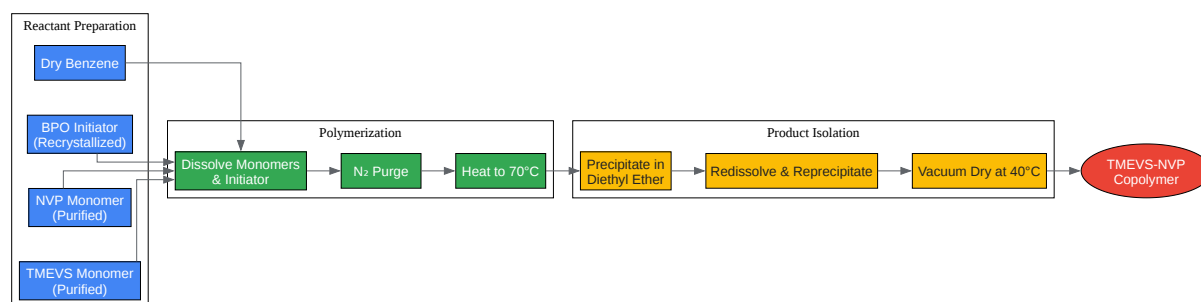 Reactant Preparation
Dry Benzene
BPO Initiator
(Recrystallized)
NVP Monomer
(Purified)
TMEVS Monomer
(Purified)
Polymerization
Dissolve Monomers
& Initiator
N₂ Purge
Heat to 70°C
Product Isolation
Precipitate in
Diethyl Ether
Redissolve & Reprecipitate
Vacuum Dry at 40°C
TMEVS-NVP
Copolymer